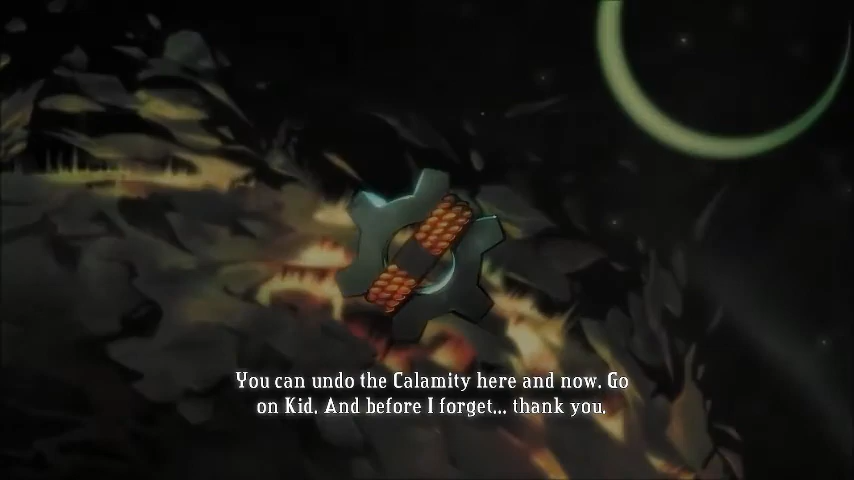 You can undo the Calamity here and now. Go
on Kid. And before I forget... thank you.